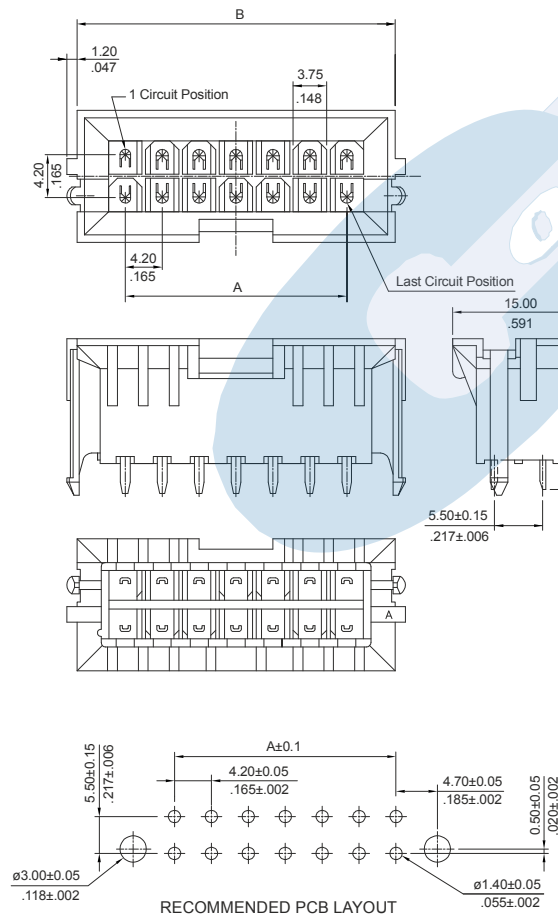 B
1.20
.047
3.75
.148
1 Circuit Position
4.20
.165
4.20
.165
A
Last Circuit Position
15.00
.591
5.50±0.15
.217±.006
A
A±0.1
5.50±0.15
.217±.006
4.20±0.05
.165±.002
4.70±0.05
.185±.002
0.50±0.05
.020±.002
ø3.00±0.05
.118±.002
ø1.40±0.05
.055±.002
RECOMMENDED PCB LAYOUT